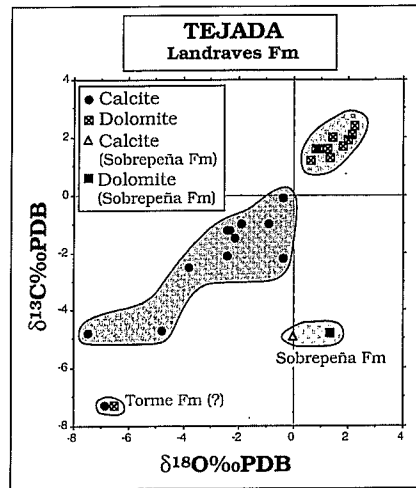 TEJADA
Landraves Fm
Calcite
Dolomite
Calcite
(Sobrepeña Fm)
Dolomite
(Sobrepeña Fm)
4
2
0
-2
-4
-6
-8
δ13C‰PDB
Sobrepeña Fm
Torme Fm (?)
-8
-6
-4
-2
0
2
4
δ18O‰PDB